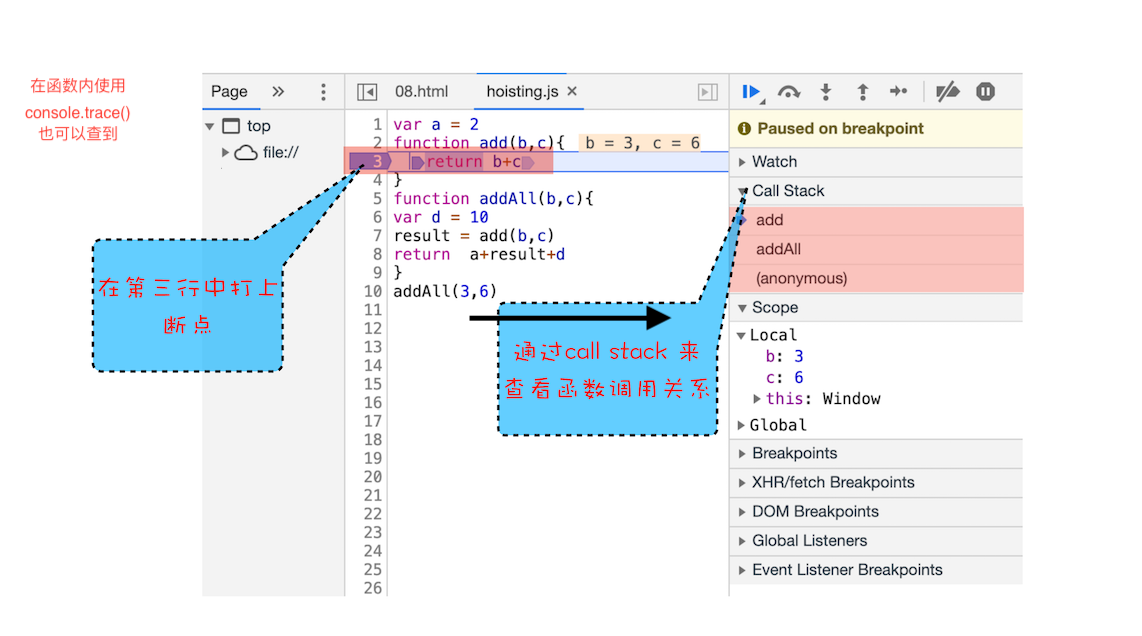 在函数内使用
console.trace()
也可以查到
Page
08.html
hoisting.js ×
top
file://
1 var a = 2
2 function add(b,c){ b = 3, c = 6
3 return b+c
4 }
5 function addAll(b,c){
6 var d = 10
7 result = add(b,c)
8 return  a+result+d
9 }
10 addAll(3,6)
11
12
13
14
15
16
17
18
19
20
21
22
23
24
25
26
在第三行中打上
断点
通过call stack 来
查看函数调用关系
Paused on breakpoint
Watch
Call Stack
add
addAll
(anonymous)
Scope
Local
b: 3
c: 6
this: Window
Global
Breakpoints
XHR/fetch Breakpoints
DOM Breakpoints
Global Listeners
Event Listener Breakpoints